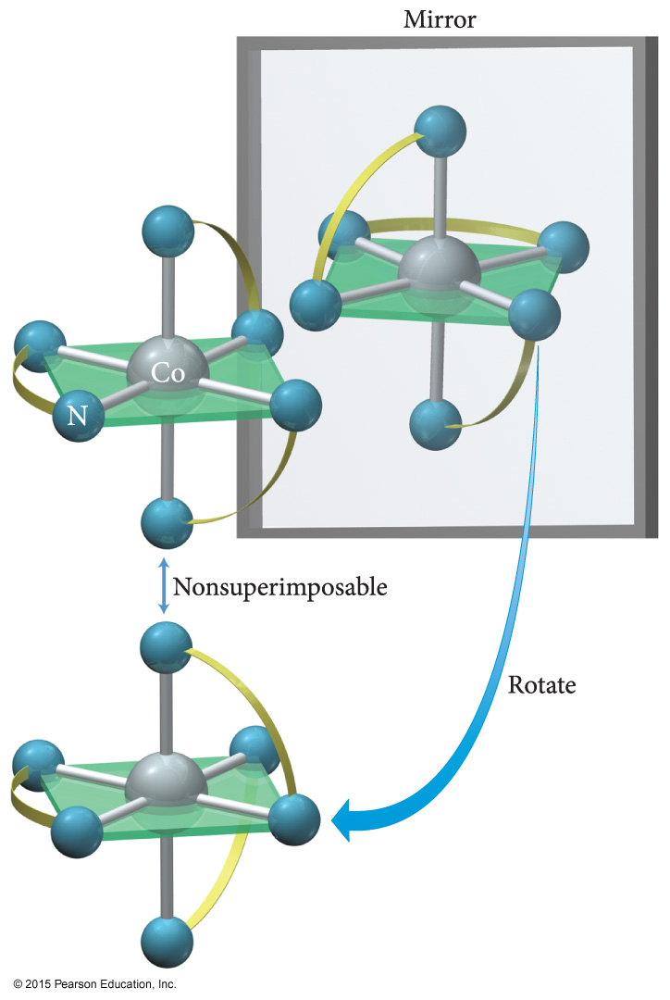 Mirror
Co
N
Nonsuperimposable
Rotate
© 2015 Pearson Education, Inc.